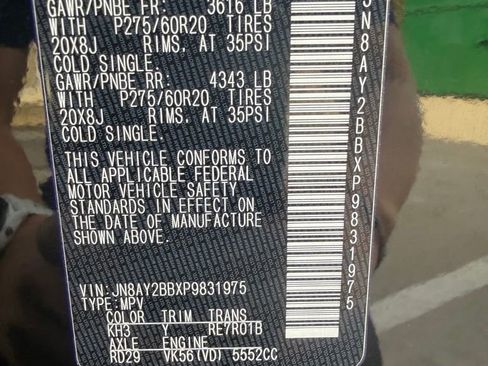 GAWR/PNBE FR: 3616 LB
WITH P275/60R20 TIRES
20X8J RIMS, AT 35PSI
COLD SINGLE.
GAWR/PNBE RR: 4343 LB
WITH P275/60R20 TIRES
20X8J RIMS, AT 35PSI
COLD SINGLE.
THIS VEHICLE CONFORMS TO
ALL APPLICABLE FEDERAL
MOTOR VEHICLE SAFETY
STANDARDS IN EFFECT ON
THE DATE OF MANUFACTURE
SHOWN ABOVE.
VIN: JN8AY2BBXP9831975
TYPE: MPV
COLOR TRIM TRANS
KH3 Y RE7R01B
AXLE ENGINE
RD29 VK56(VD) 5552CC
JN8AY2BBXP9831975